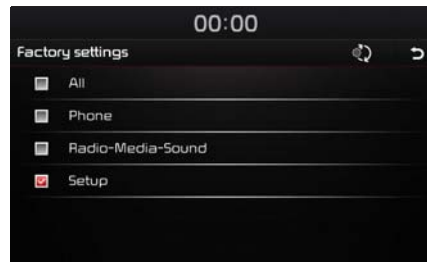 00:00
Factory settings
All
Phone
Radio-Media-Sound
Setup